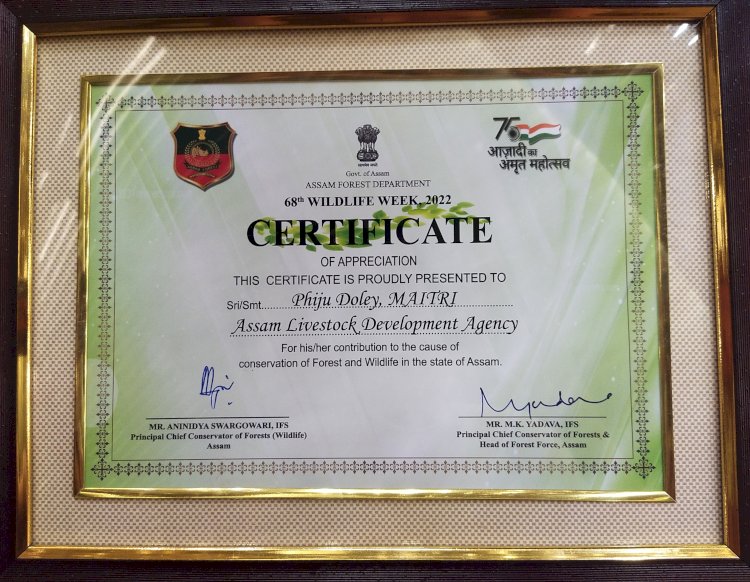 75
आज़ादी का
अमृत महोत्सव
Govt. of Assam
ASSAM FOREST DEPARTMENT
68th WILDLIFE WEEK, 2022
CERTIFICATE
OF APPRECIATION
THIS CERTIFICATE IS PROUDLY PRESENTED TO
Sri/Smt. Phiju Doley, MAITRI
Assam Livestock Development Agency
For his/her contribution to the cause of
conservation of Forest and Wildlife in the state of Assam.
MR. ANINIDYA SWARGOWARI, IFS
Principal Chief Conservator of Forests (Wildlife)
Assam
Myadava
MR. M.K. YADAVA, IFS
Principal Chief Conservator of Forests &
Head of Forest Force, Assam